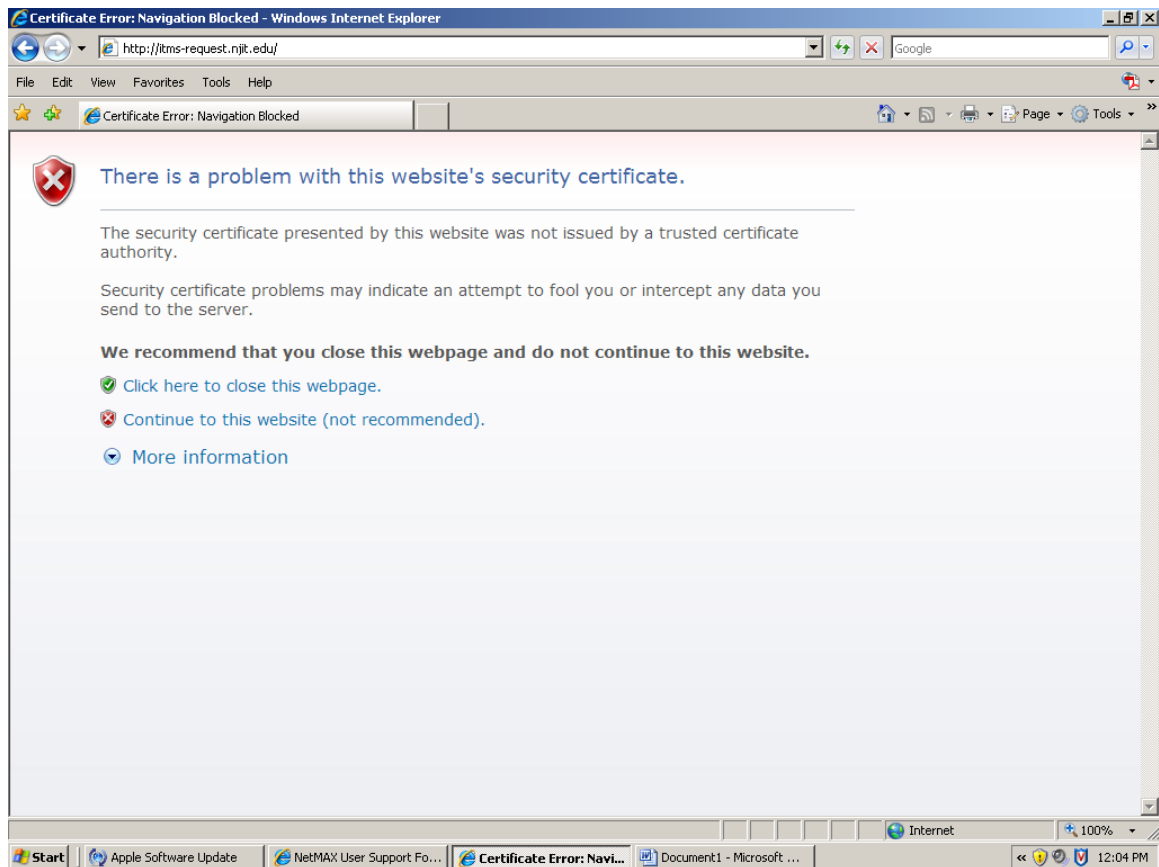 Certificate Error: Navigation Blocked - Windows Internet Explorer
http://itms-request.njit.edu/
Google
File Edit View Favorites Tools Help
Certificate Error: Navigation Blocked
Page Tools »
There is a problem with this website's security certificate.
The security certificate presented by this website was not issued by a trusted certificate
authority.
Security certificate problems may indicate an attempt to fool you or intercept any data you
send to the server.
We recommend that you close this webpage and do not continue to this website.
Click here to close this webpage.
Continue to this website (not recommended).
More information
Internet 100%
Start Apple Software Update NetMAX User Support Fo... Certificate Error: Navi... Document1 - Microsoft ... « 12:04 PM